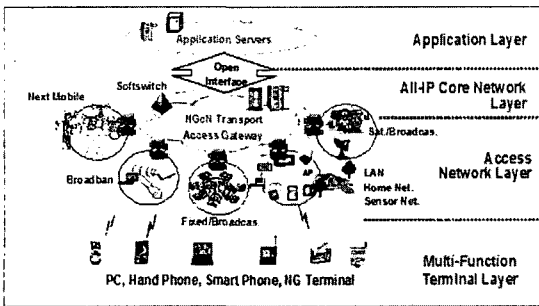 Application Servers
Application Layer
Open
Interface
Softswitch
All-IP Core Network
Layer
Next Mobile
NGcN Transport
Access Gateway
Sat./Broadcas.
Access
Network Layer
Broadban
AP
LAN
Home Net.
Sensor Net.
Fixed/Broadcas.
PC, Hand Phone, Smart Phone, NG Terminal
Multi-Function
Terminal Layer